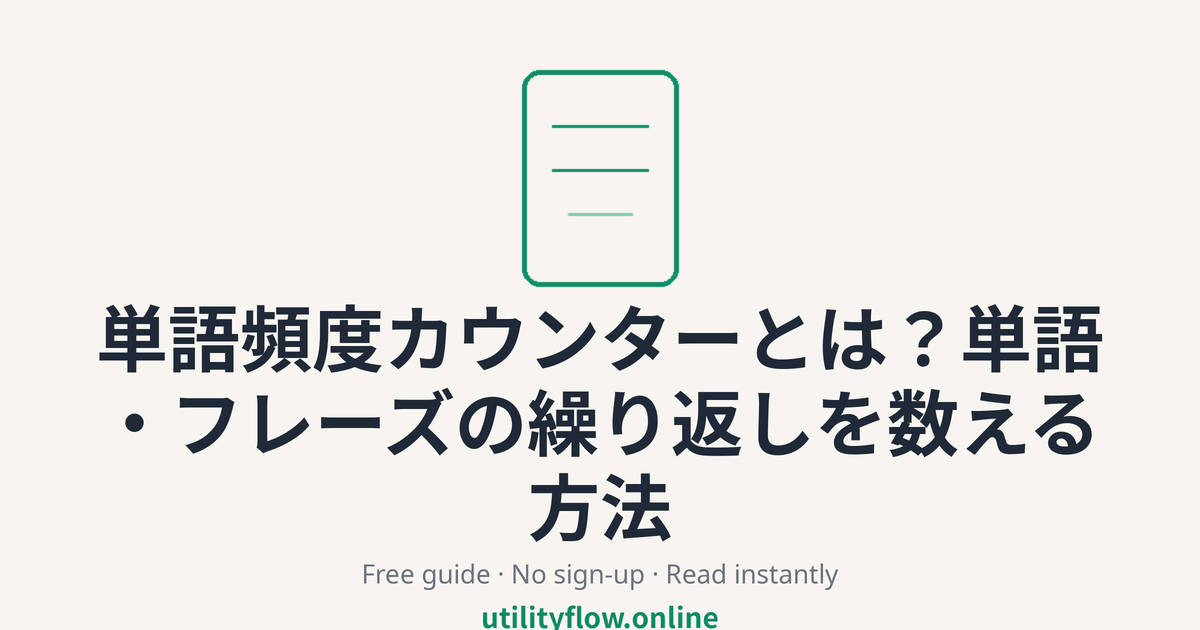 単語頻度カウンターとは？単語
・フレーズの繰り返しを数える
方法
Free guide · No sign-up · Read instantly
utilityflow.online